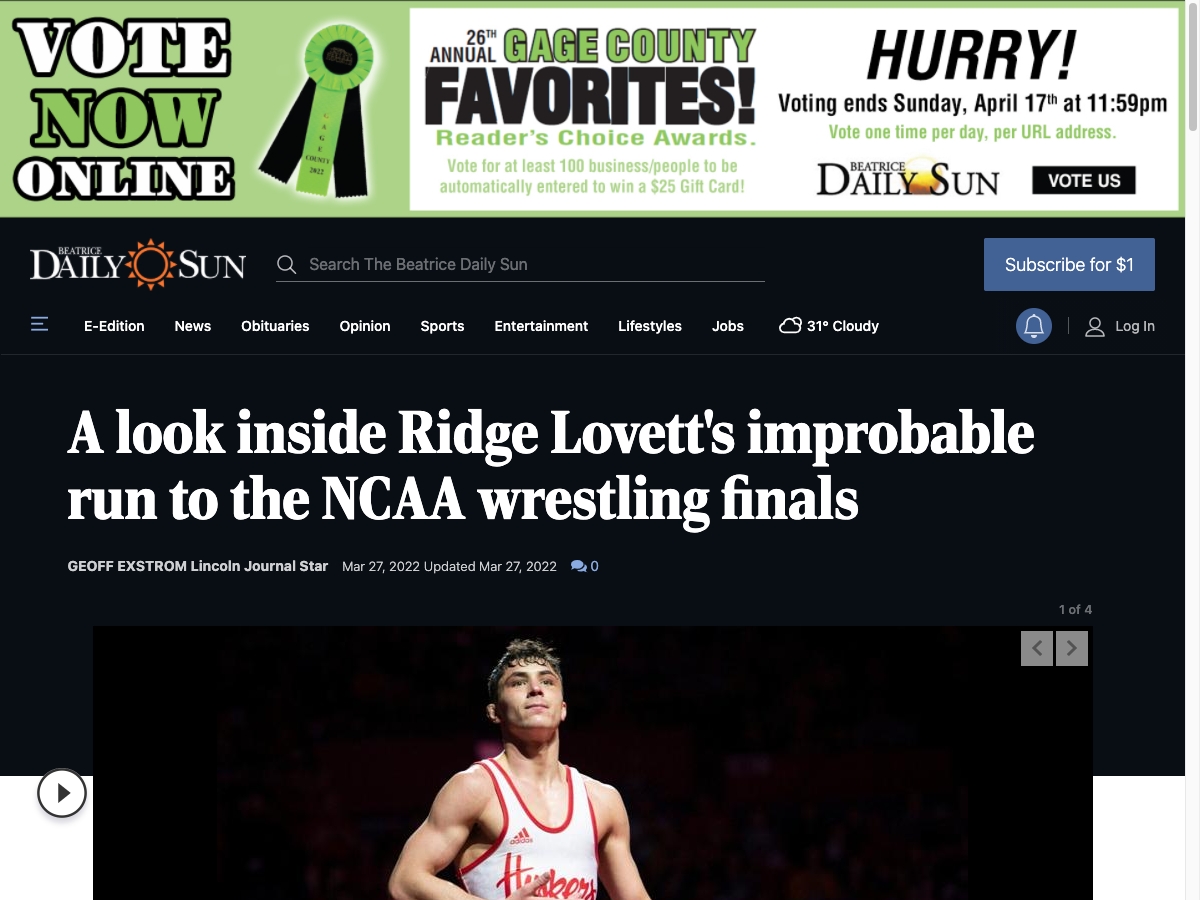 VOTE
NOW
ONLINE
GAGE
COUNTY
2022
26TH
ANNUAL GAGE COUNTY
FAVORITES!
Reader's Choice Awards.
Vote for at least 100 business/people to be
automatically entered to win a $25 Gift Card!
HURRY!
Voting ends Sunday, April 17th at 11:59pm
Vote one time per day, per URL address.
BEATRICE
DAILY SUN
VOTE US
BEATRICE
DAILY SUN
Search The Beatrice Daily Sun
Subscribe for $1
E-Edition News Obituaries Opinion Sports Entertainment Lifestyles Jobs 31° Cloudy Log In
A look inside Ridge Lovett's improbable
run to the NCAA wrestling finals
GEOFF EXSTROM Lincoln Journal Star Mar 27, 2022 Updated Mar 27, 2022 0
1 of 4
adidas
Huskers